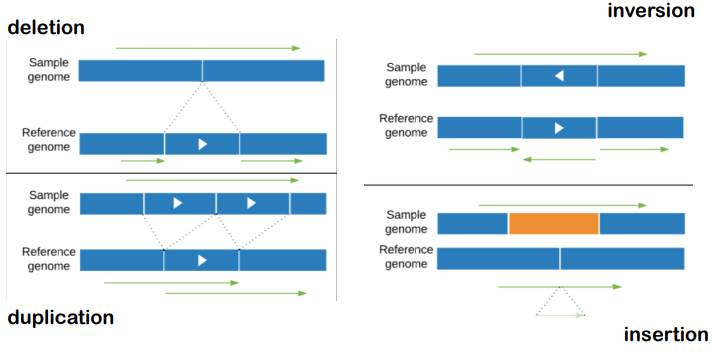 deletion
Sample
genome
Reference
genome
Sample
genome
Reference
genome
duplication
inversion
Sample
genome
Reference
genome
Sample
genome
Reference
genome
insertion